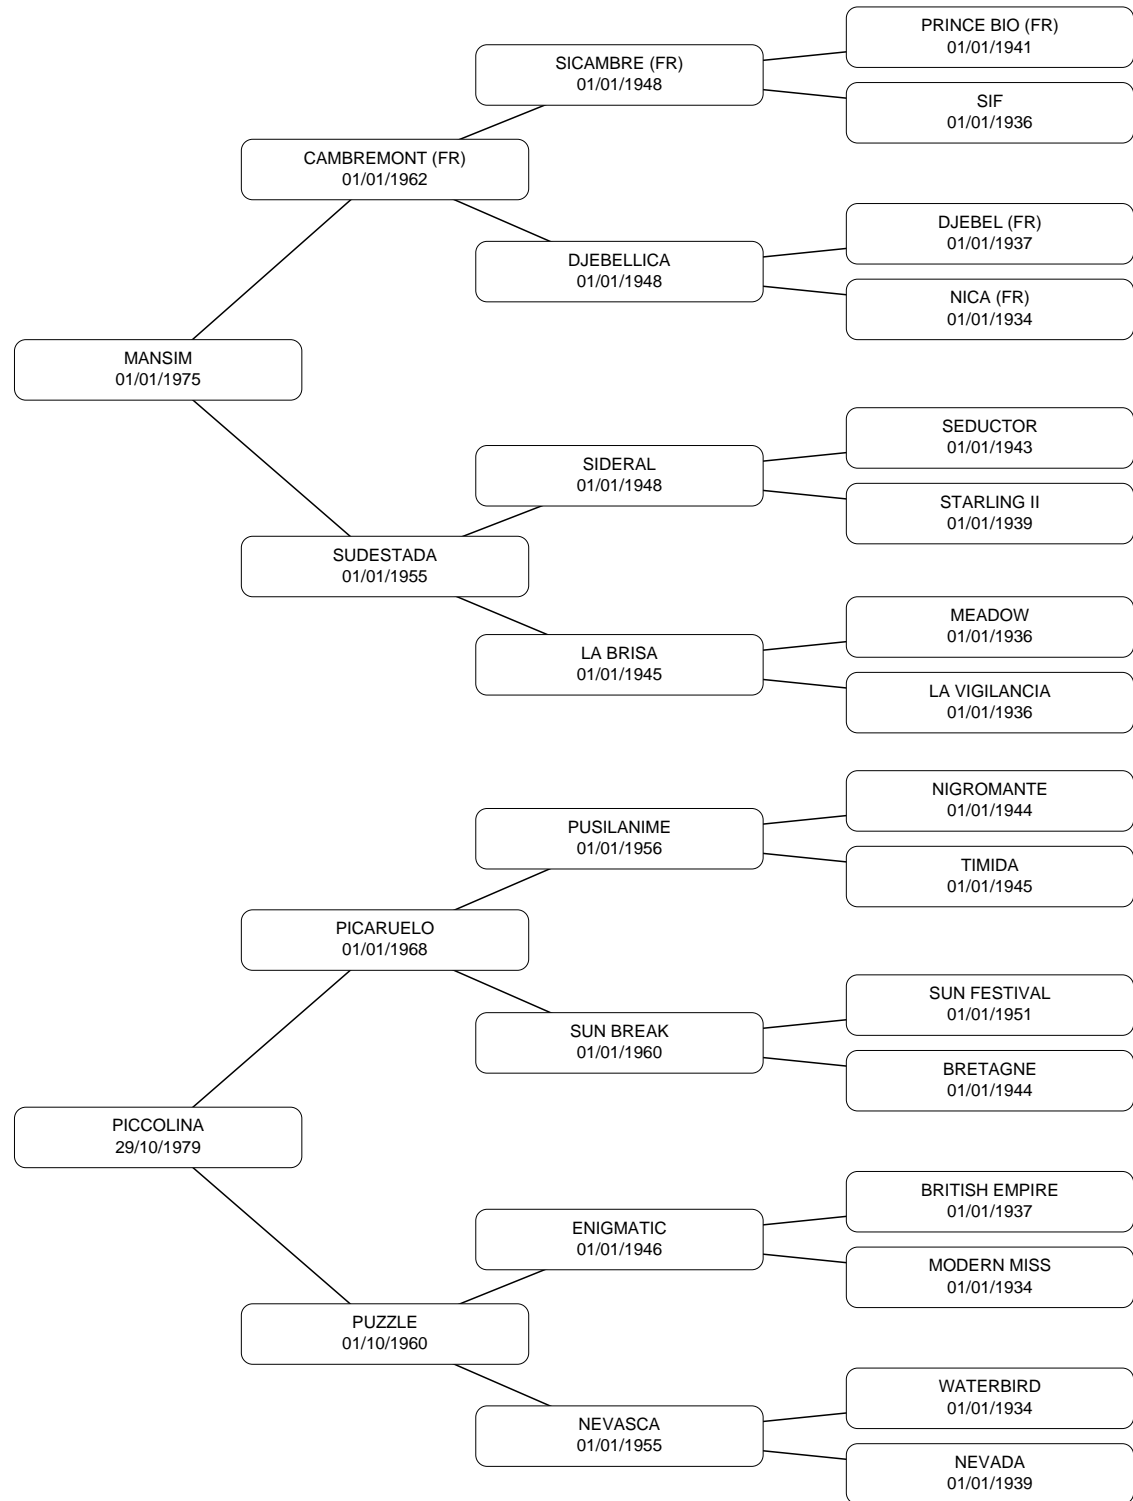 PRINCE BIO (FR)
01/01/1941
SICAMBRE (FR)
01/01/1948
SIF
01/01/1936
CAMBREMONT (FR)
01/01/1962
DJEBEL (FR)
01/01/1937
DJEBELLICA
01/01/1948
NICA (FR)
01/01/1934
MANSIM
01/01/1975
SEDUCTOR
01/01/1943
SIDERAL
01/01/1948
STARLING II
01/01/1939
SUDESTADA
01/01/1955
MEADOW
01/01/1936
LA BRISA
01/01/1945
LA VIGILANCIA
01/01/1936
NIGROMANTE
01/01/1944
PUSILANIME
01/01/1956
TIMIDA
01/01/1945
PICARUELO
01/01/1968
SUN FESTIVAL
01/01/1951
SUN BREAK
01/01/1960
BRETAGNE
01/01/1944
PICCOLINA
29/10/1979
BRITISH EMPIRE
01/01/1937
ENIGMATIC
01/01/1946
MODERN MISS
01/01/1934
PUZZLE
01/10/1960
WATERBIRD
01/01/1934
NEVASCA
01/01/1955
NEVADA
01/01/1939